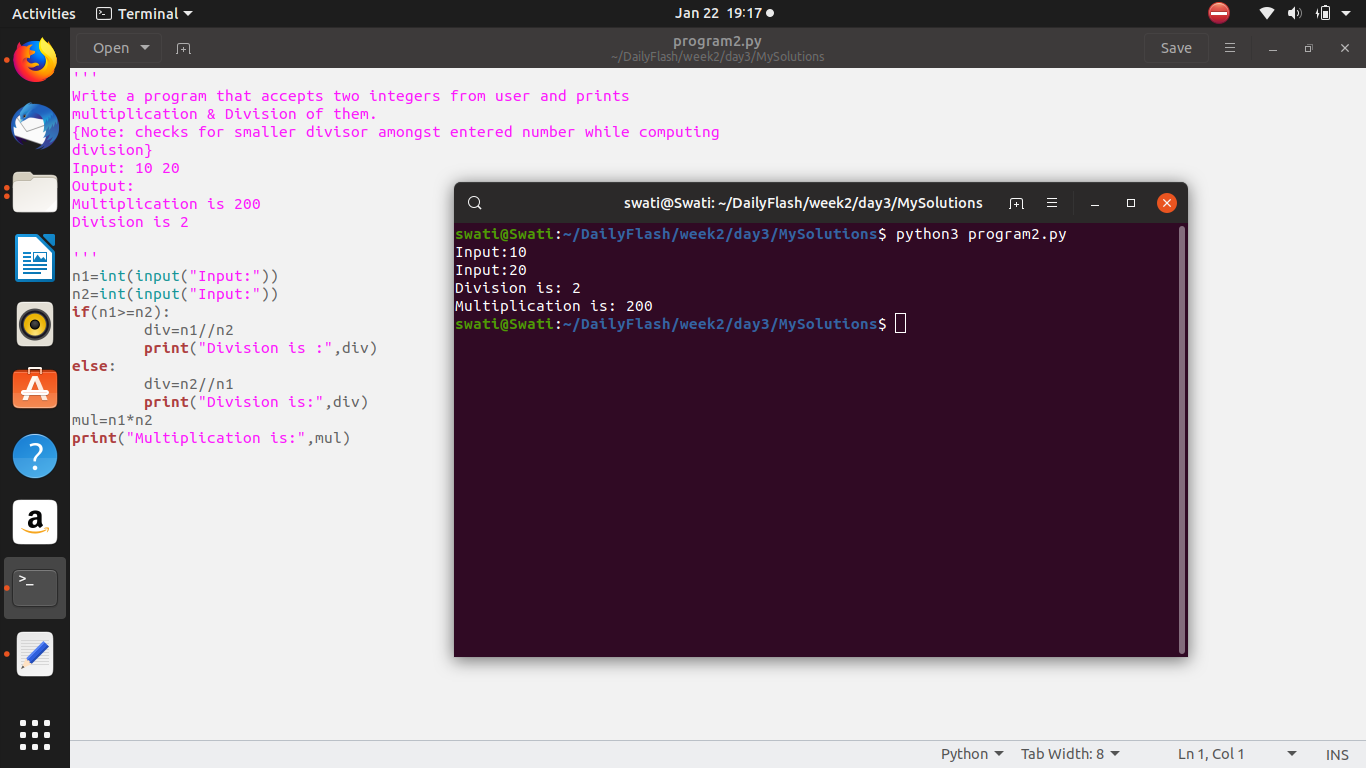 Activities Terminal Jan 22 19:17
Open program2.py Save
~/DailyFlash/week2/day3/MySolutions
'''
Write a program that accepts two integers from user and prints
multiplication & Division of them.
{Note: checks for smaller divisor amongst entered number while computing
division}
Input: 10 20
Output:
Multiplication is 200
Division is 2
'''
n1=int(input("Input:"))
n2=int(input("Input:"))
if(n1>=n2):
        div=n1//n2
        print("Division is :",div)
else:
        div=n2//n1
        print("Division is:",div)
mul=n1*n2
print("Multiplication is:",mul)
swati@Swati: ~/DailyFlash/week2/day3/MySolutions
swati@Swati:~/DailyFlash/week2/day3/MySolutions$ python3 program2.py
Input:10
Input:20
Division is: 2
Multiplication is: 200
swati@Swati:~/DailyFlash/week2/day3/MySolutions$
?
a
>_
Python Tab Width: 8 Ln 1, Col 1 INS